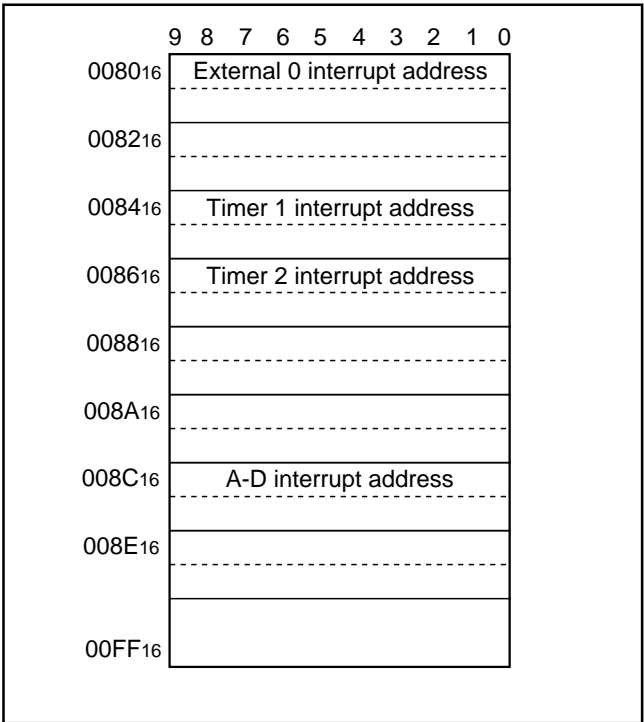 9 8 7 6 5 4 3 2 1 0
008016 External 0 interrupt address
008216
008416 Timer 1 interrupt address
008616 Timer 2 interrupt address
008816
008A16
008C16 A-D interrupt address
008E16
00FF16